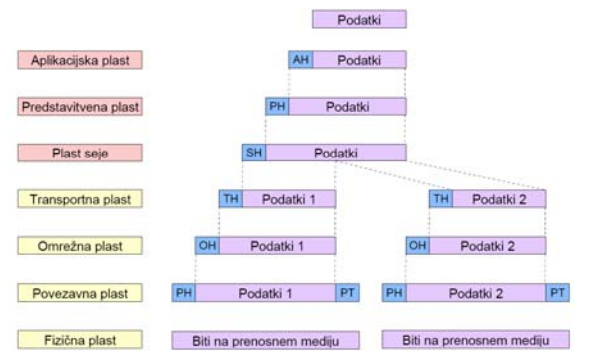 Podatki
Aplikacijska plast AH Podatki
Predstavitvena plast PH Podatki
Plast seje SH Podatki
Transportna plast TH Podatki 1 TH Podatki 2
Omrežna plast OH Podatki 1 OH Podatki 2
Povezavna plast PH Podatki 1 PT PH Podatki 2 PT
Fizična plast Biti na prenosnem mediju Biti na prenosnem mediju